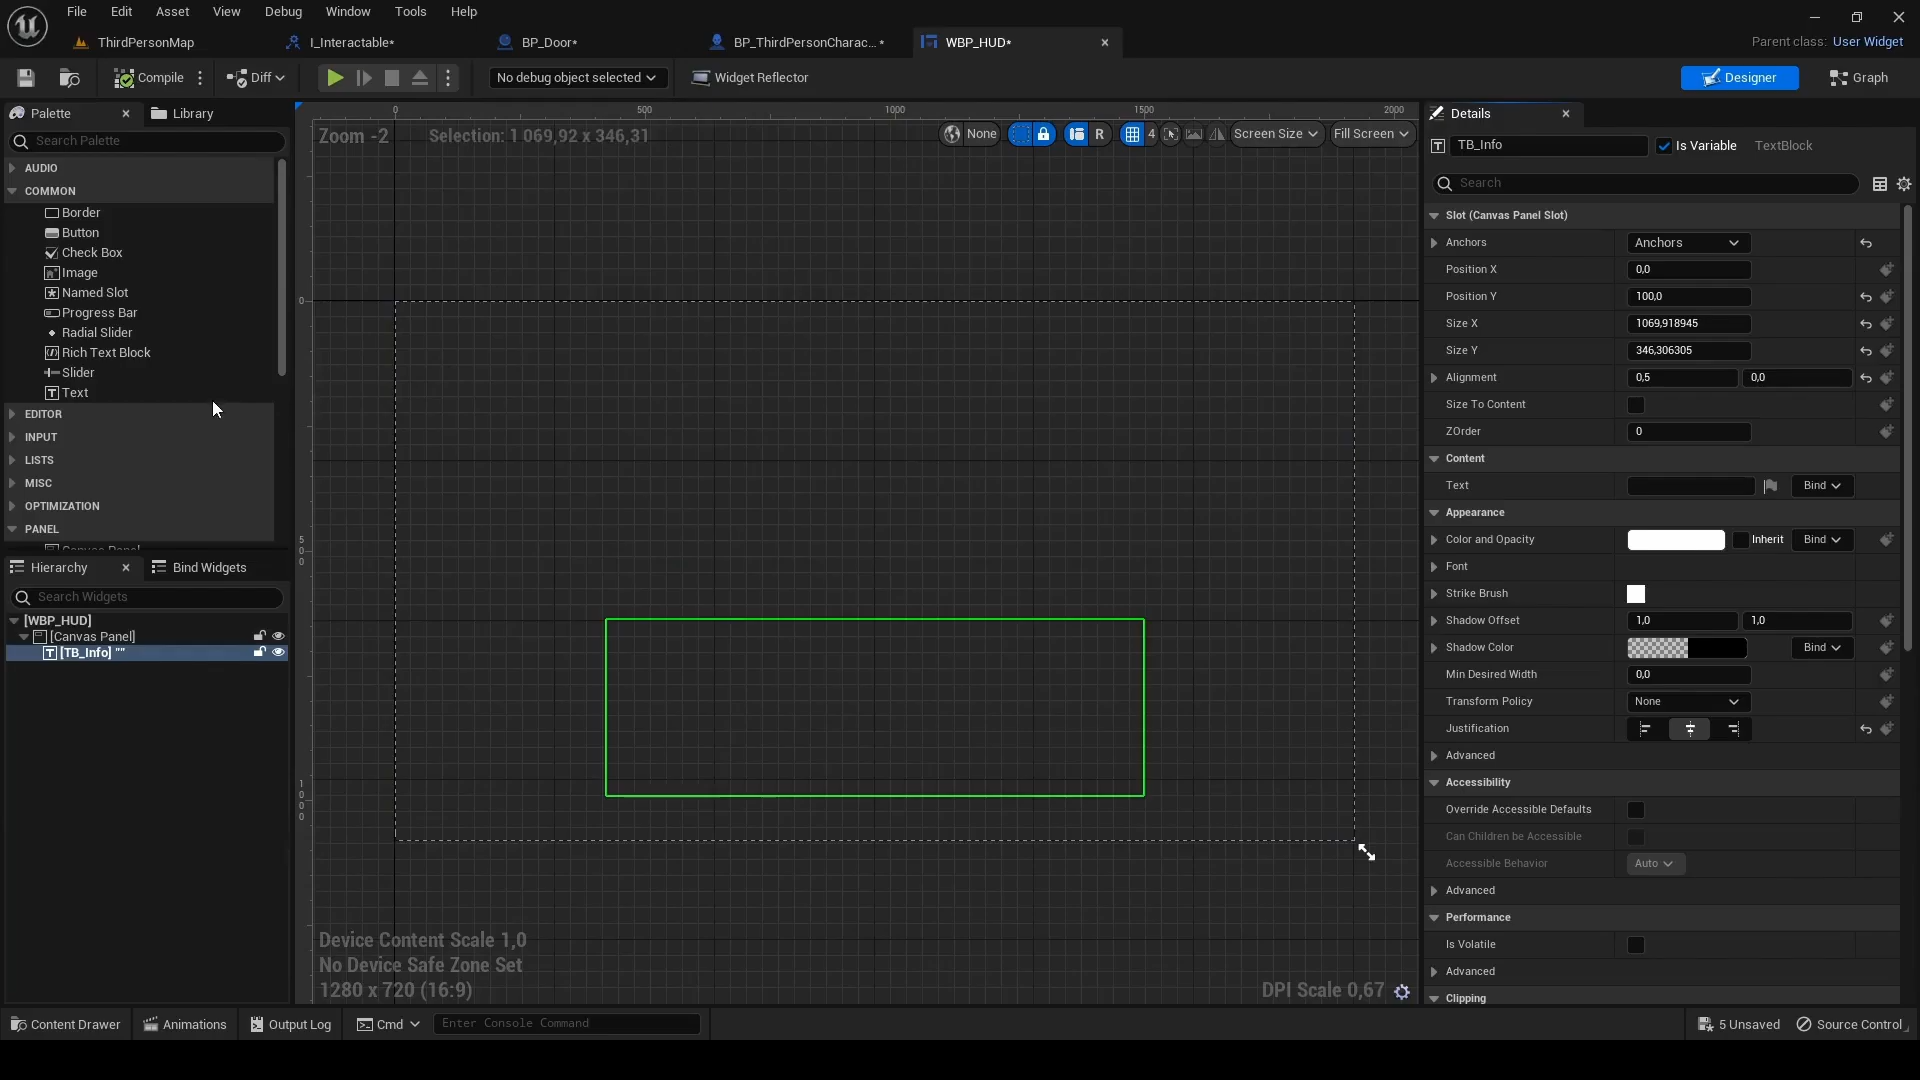 File Edit Asset View Debug Window Tools Help
ThirdPersonMap I_Interactable* BP_Door* BP_ThirdPersonCharac...* WBP_HUD*
Parent class: User Widget
Compile Diff No debug object selected Widget Reflector Designer Graph
Palette Library
Search Palette
AUDIO
COMMON
Border
Button
Check Box
Image
Named Slot
Progress Bar
Radial Slider
Rich Text Block
Slider
Text
EDITOR
INPUT
LISTS
MISC
OPTIMIZATION
PANEL
Canvas Panel
Hierarchy Bind Widgets
Search Widgets
[WBP_HUD]
[Canvas Panel]
[TB_Info] ""
0 500 1000 1500 2000
Zoom -2 Selection: 1 069,92 x 346,31
None R 4 Screen Size Fill Screen
0
500
1000
Device Content Scale 1,0
No Device Safe Zone Set
1280 x 720 (16:9)
DPI Scale 0,67
Details
TB_Info Is Variable TextBlock
Search
Slot (Canvas Panel Slot)
Anchors Anchors
Position X 0,0
Position Y 100,0
Size X 1069,918945
Size Y 346,306305
Alignment 0,5 0,0
Size To Content
ZOrder 0
Content
Text Bind
Appearance
Color and Opacity Inherit Bind
Font
Strike Brush
Shadow Offset 1,0 1,0
Shadow Color Bind
Min Desired Width 0,0
Transform Policy None
Justification
Advanced
Accessibility
Override Accessible Defaults
Can Children be Accessible
Accessible Behavior Auto
Advanced
Performance
Is Volatile
Advanced
Clipping
Content Drawer Animations Output Log Cmd Enter Console Command 5 Unsaved Source Control